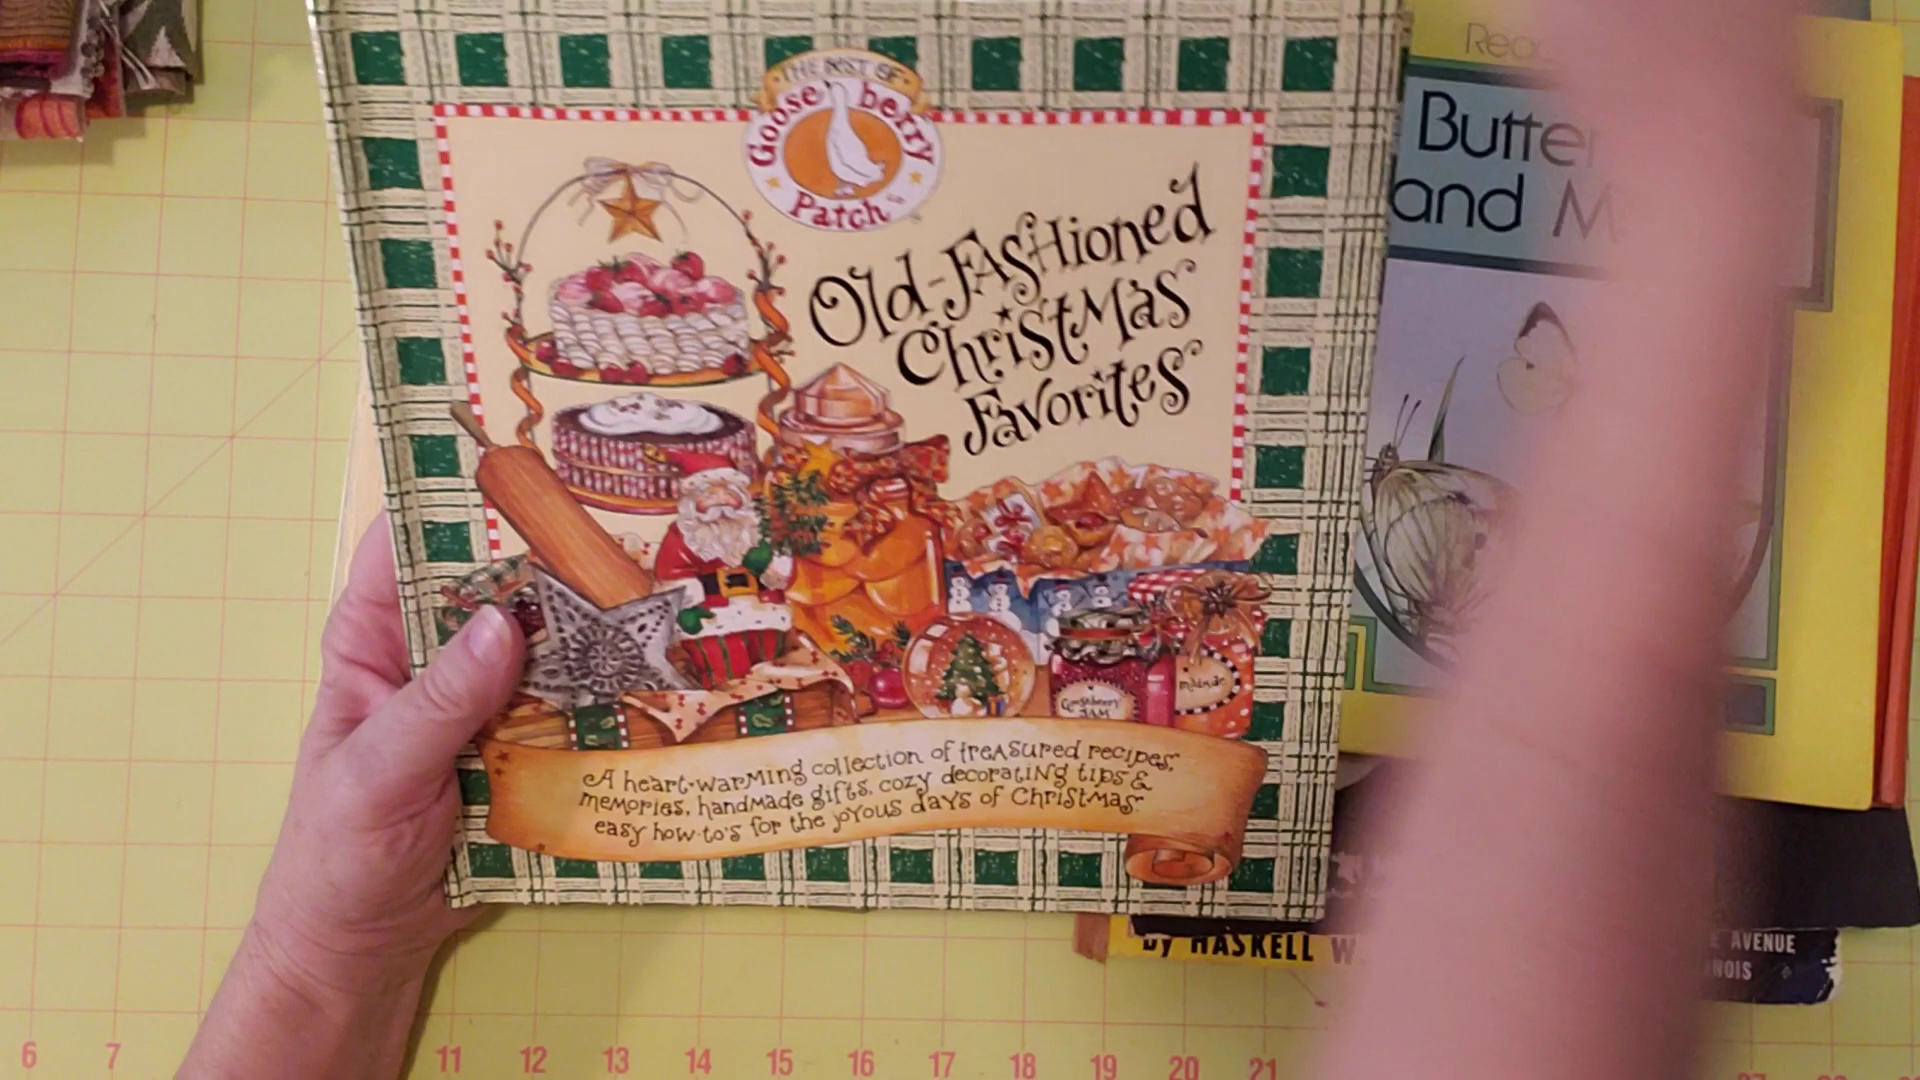 THE BEST OF
Gooseberry
Patch
Old-Fashioned
Christmas
Favorites
Gooseberry
JAM
A heart-warming collection of treasured recipes,
memories, handmade gifts, cozy decorating tips &
easy how-to's for the joyous days of Christmas.
Butte
and M
by HASKELL W.
AVENUE
6 7 11 12 13 14 15 16 17 18 19 20 21